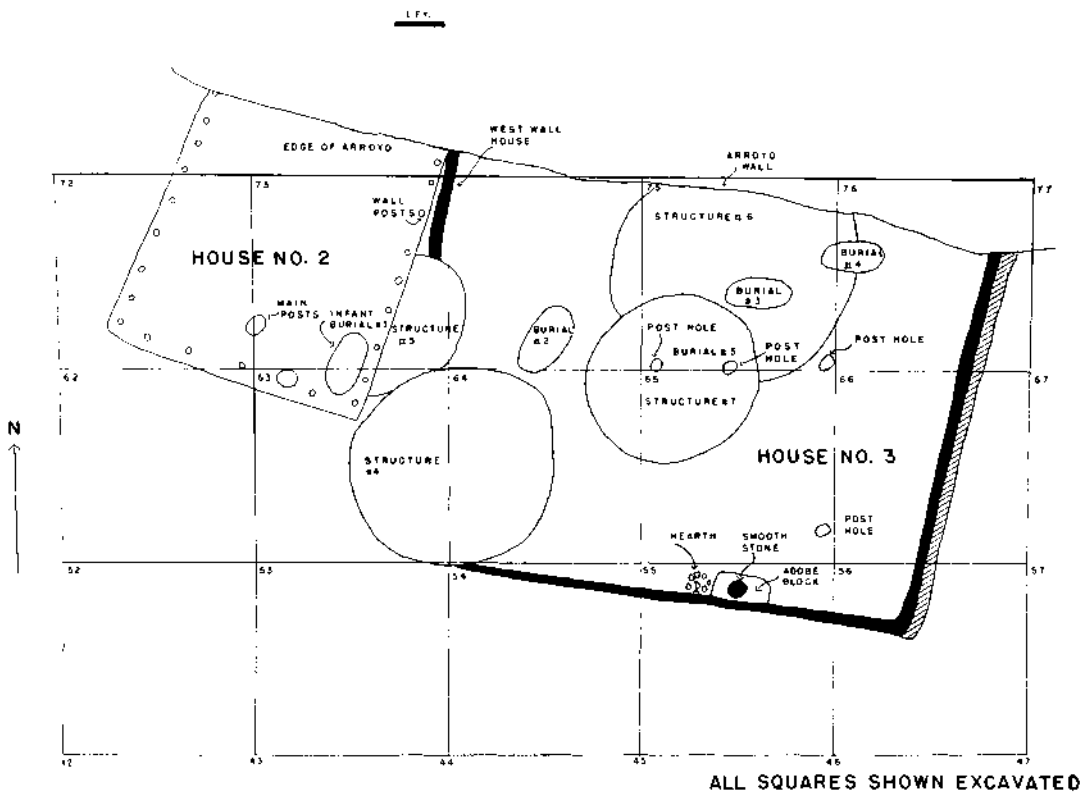 1 FT.
WEST WALL
HOUSE
EDGE OF ARROYO
ARROYO
WALL
72
73
75
76
77
WALL
POSTS
STRUCTURE #6
HOUSE NO. 2
BURIAL
#4
BURIAL
#3
MAIN
POSTS
INFANT
BURIAL #1
STRUCTURE
#5
BURIAL
#2
POST HOLE
BURIAL #5
POST
HOLE
POST HOLE
62
63
64
65
66
67
STRUCTURE #7
N
STRUCTURE
#4
HOUSE NO. 3
POST
HOLE
HEARTH
SMOOTH
STONE
ADOBE
BLOCK
52
53
54
55
56
57
42
43
44
45
46
47
ALL SQUARES SHOWN EXCAVATED